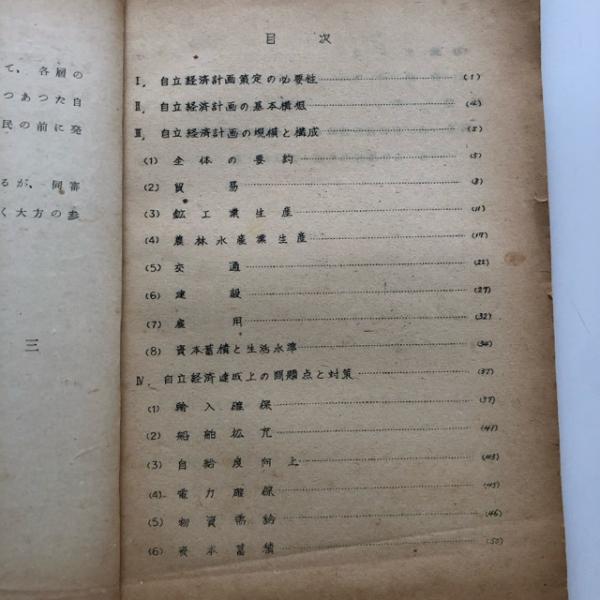 目次
I. 自立経済計画策定の必要性 (1)
II. 自立経済計画の基本構想 (4)
III. 自立経済計画の規模と構成 (5)
(1) 全体の要約 (5)
(2) 貿易 (8)
(3) 鉱工業生産 (11)
(4) 農林水産業生産 (17)
(5) 交通 (22)
(6) 建設 (27)
(7) 雇用 (32)
(8) 資本蓄積と生活水準
IV. 自立経済達成上の問題点と対策 (37)
(1) 輸入確保 (37)
(2) 船舶拡充 (41)
(3) 自給度向上 (43)
(4) 電力確保 (45)
(5) 物資需給 (46)
(6) 資本蓄積 (50)
て、各層の
つあつた自
民の前に発
るが、同審
く大方の参
三